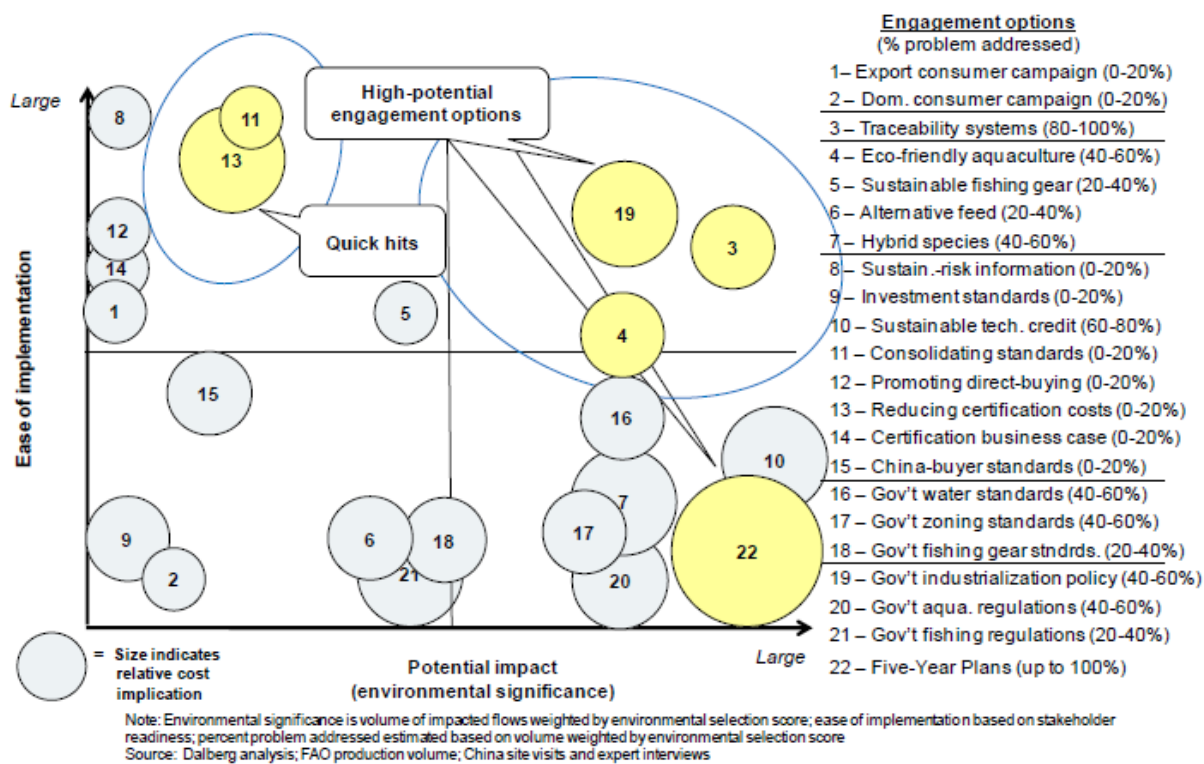 Engagement options
(% problem addressed)
1– Export consumer campaign (0-20%)
2 – Dom. consumer campaign (0-20%)
3 – Traceability systems (80-100%)
4 – Eco-friendly aquaculture (40-60%)
5 – Sustainable fishing gear (20-40%)
6 – Alternative feed (20-40%)
7 – Hybrid species (40-60%)
8 – Sustain.-risk information (0-20%)
9 – Investment standards (0-20%)
10 – Sustainable tech. credit (60-80%)
11 – Consolidating standards (0-20%)
12 – Promoting direct-buying (0-20%)
13 – Reducing certification costs (0-20%)
14 – Certification business case (0-20%)
15 – China-buyer standards (0-20%)
16 – Gov't water standards (40-60%)
17 – Gov't zoning standards (40-60%)
18 – Gov't fishing gear stndrds. (20-40%)
19 – Gov't industrialization policy (40-60%)
20 – Gov't aqua. regulations (40-60%)
21 – Gov't fishing regulations (20-40%)
22 – Five-Year Plans (up to 100%)
Large
Ease of implementation
High-potential
engagement options
Quick hits
8
11
13
19
3
12
14
1
5
4
15
16
10
7
17
9
6
18
22
21
2
20
Large
Potential impact
(environmental significance)
= Size indicates
relative cost
implication
Note: Environmental significance is volume of impacted flows weighted by environmental selection score; ease of implementation based on stakeholder
readiness; percent problem addressed estimated based on volume weighted by environmental selection score
Source: Dalberg analysis; FAO production volume; China site visits and expert interviews